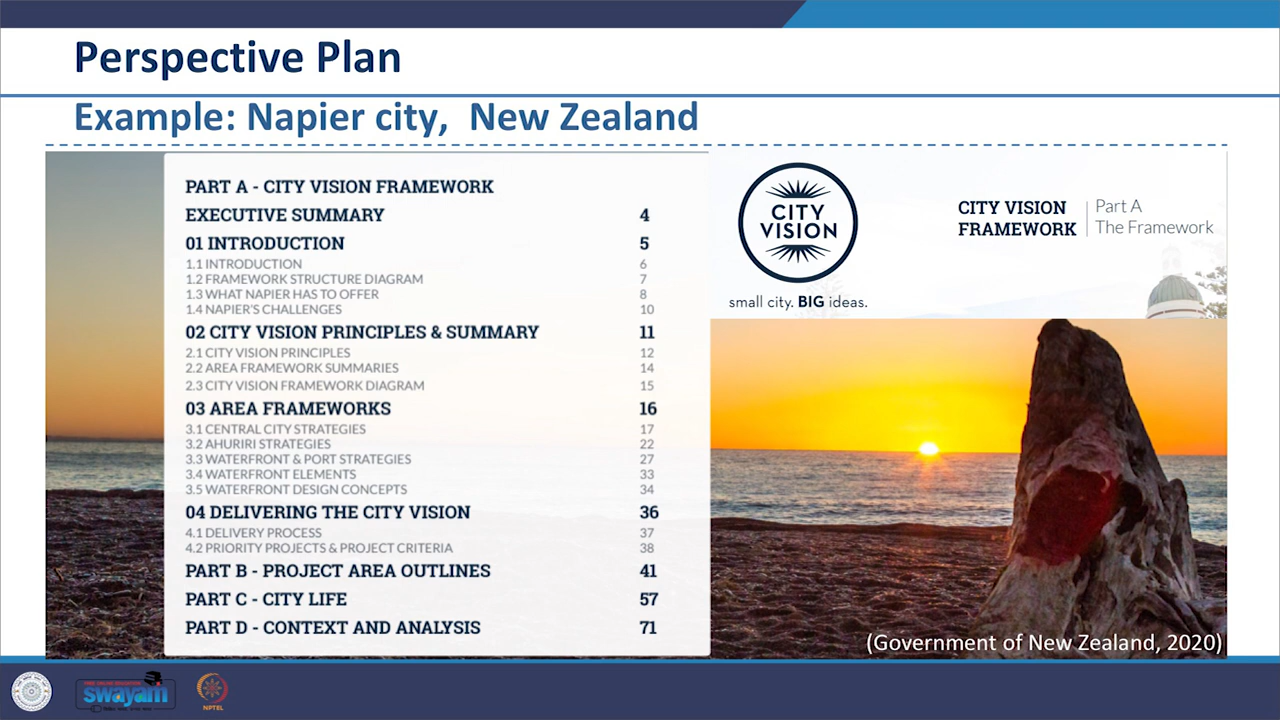 Perspective Plan
Example: Napier city, New Zealand
PART A - CITY VISION FRAMEWORK
EXECUTIVE SUMMARY 4
01 INTRODUCTION 5
1.1 INTRODUCTION 6
1.2 FRAMEWORK STRUCTURE DIAGRAM 7
1.3 WHAT NAPIER HAS TO OFFER 8
1.4 NAPIER'S CHALLENGES 10
02 CITY VISION PRINCIPLES & SUMMARY 11
2.1 CITY VISION PRINCIPLES 12
2.2 AREA FRAMEWORK SUMMARIES 14
2.3 CITY VISION FRAMEWORK DIAGRAM 15
03 AREA FRAMEWORKS 16
3.1 CENTRAL CITY STRATEGIES 17
3.2 AHURIRI STRATEGIES 22
3.3 WATERFRONT & PORT STRATEGIES 27
3.4 WATERFRONT ELEMENTS 33
3.5 WATERFRONT DESIGN CONCEPTS 34
04 DELIVERING THE CITY VISION 36
4.1 DELIVERY PROCESS 37
4.2 PRIORITY PROJECTS & PROJECT CRITERIA 38
PART B - PROJECT AREA OUTLINES 41
PART C - CITY LIFE 57
PART D - CONTEXT AND ANALYSIS 71
CITY
VISION
small city. BIG ideas.
CITY VISION
FRAMEWORK
Part A
The Framework
(Government of New Zealand, 2020)
swayam
NPTEL